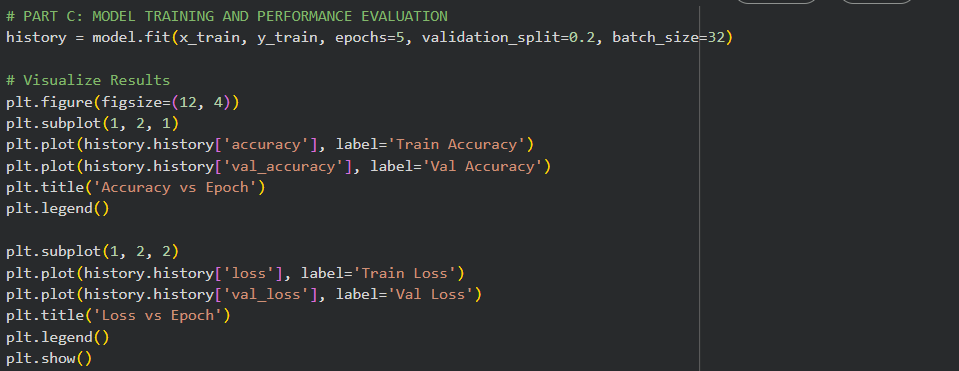 # PART C: MODEL TRAINING AND PERFORMANCE EVALUATION
history = model.fit(x_train, y_train, epochs=5, validation_split=0.2, batch_size=32)

# Visualize Results
plt.figure(figsize=(12, 4))
plt.subplot(1, 2, 1)
plt.plot(history.history['accuracy'], label='Train Accuracy')
plt.plot(history.history['val_accuracy'], label='Val Accuracy')
plt.title('Accuracy vs Epoch')
plt.legend()

plt.subplot(1, 2, 2)
plt.plot(history.history['loss'], label='Train Loss')
plt.plot(history.history['val_loss'], label='Val Loss')
plt.title('Loss vs Epoch')
plt.legend()
plt.show()